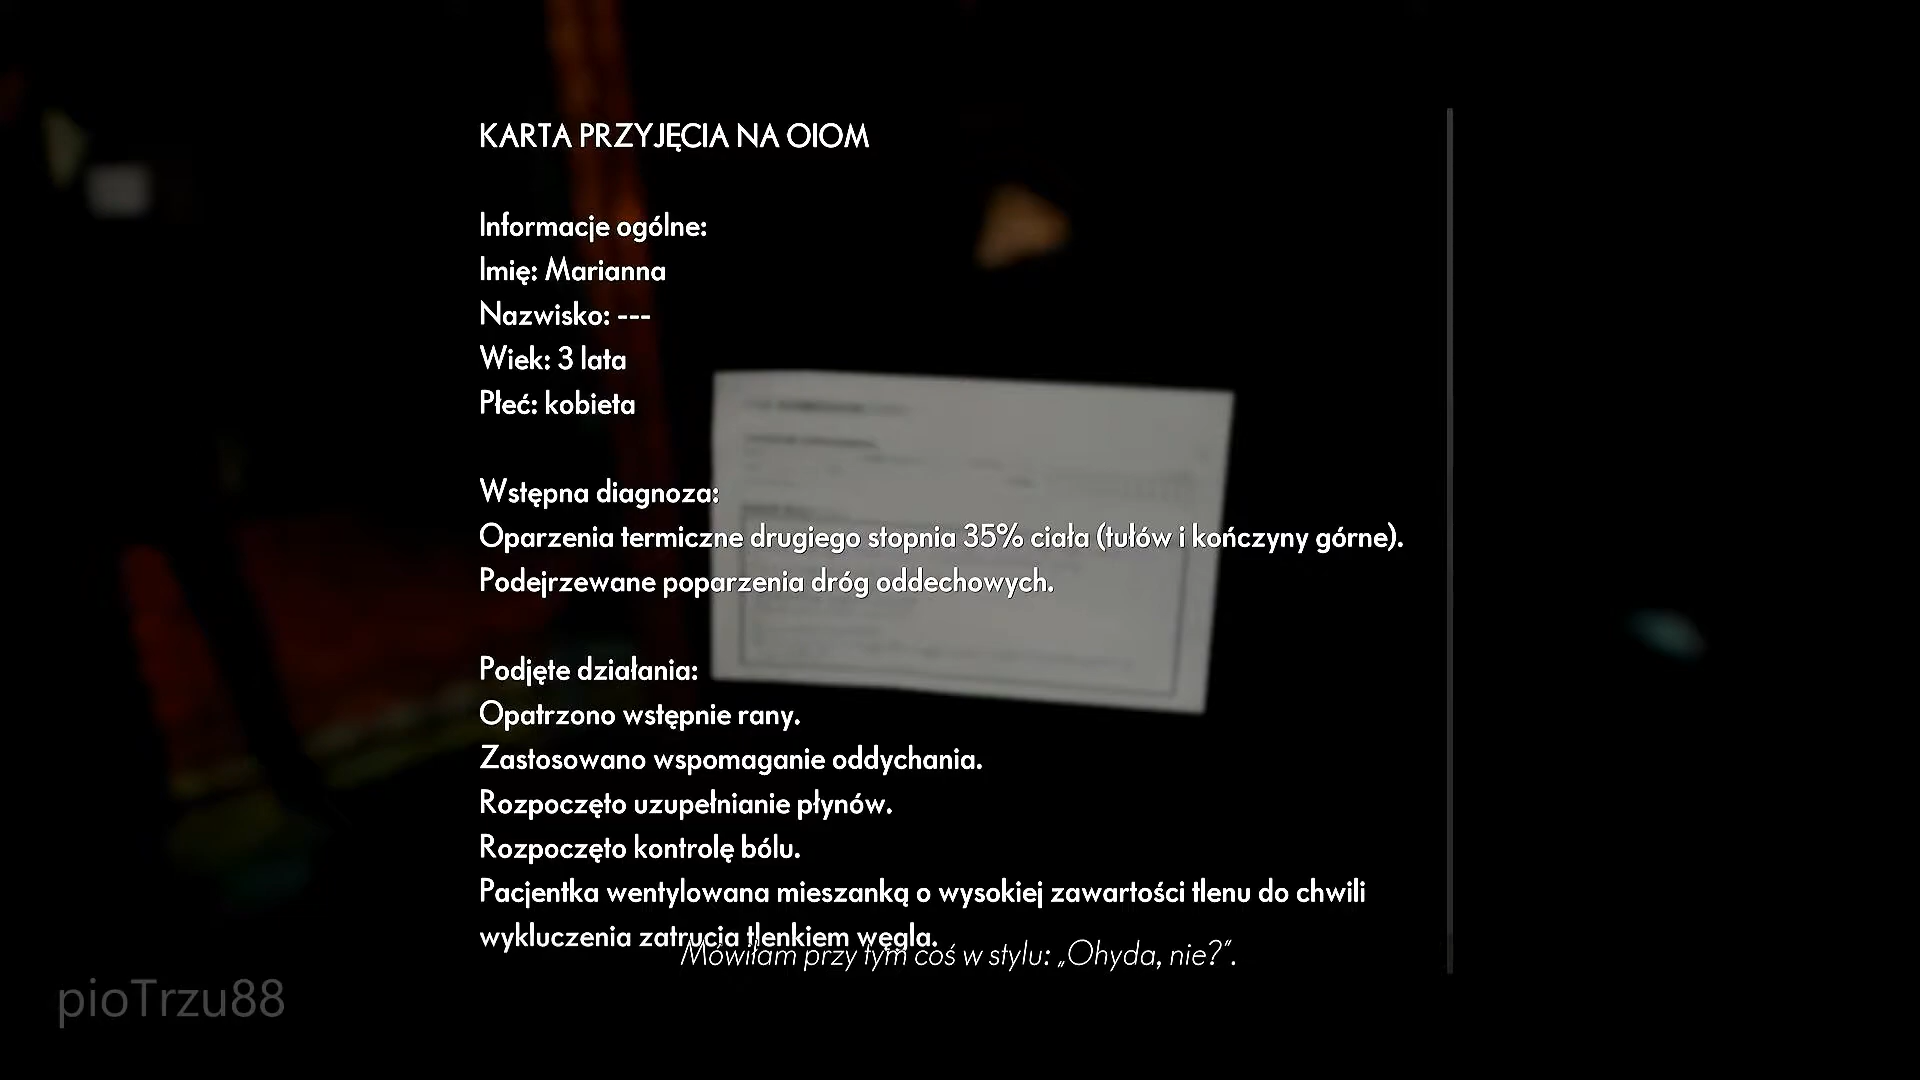 KARTA PRZYJĘCIA NA OIOM
Informacje ogólne:
Imię: Marianna
Nazwisko: ---
Wiek: 3 lata
Płeć: kobieta
Wstępna diagnoza:
Oparzenia termiczne drugiego stopnia 35% ciała (tułów i kończyny górne).
Podejrzewane poparzenia dróg oddechowych.
Podjęte działania:
Opatrzono wstępnie rany.
Zastosowano wspomaganie oddychania.
Rozpoczęto uzupełnianie płynów.
Rozpoczęto kontrolę bólu.
Pacjentka wentylowana mieszanką o wysokiej zawartości tlenu do chwili
wykluczenia zatrucia tlenkiem węgla.
Mówiłam przy tym coś w stylu: „Ohyda, nie?”.
pioTrzu88